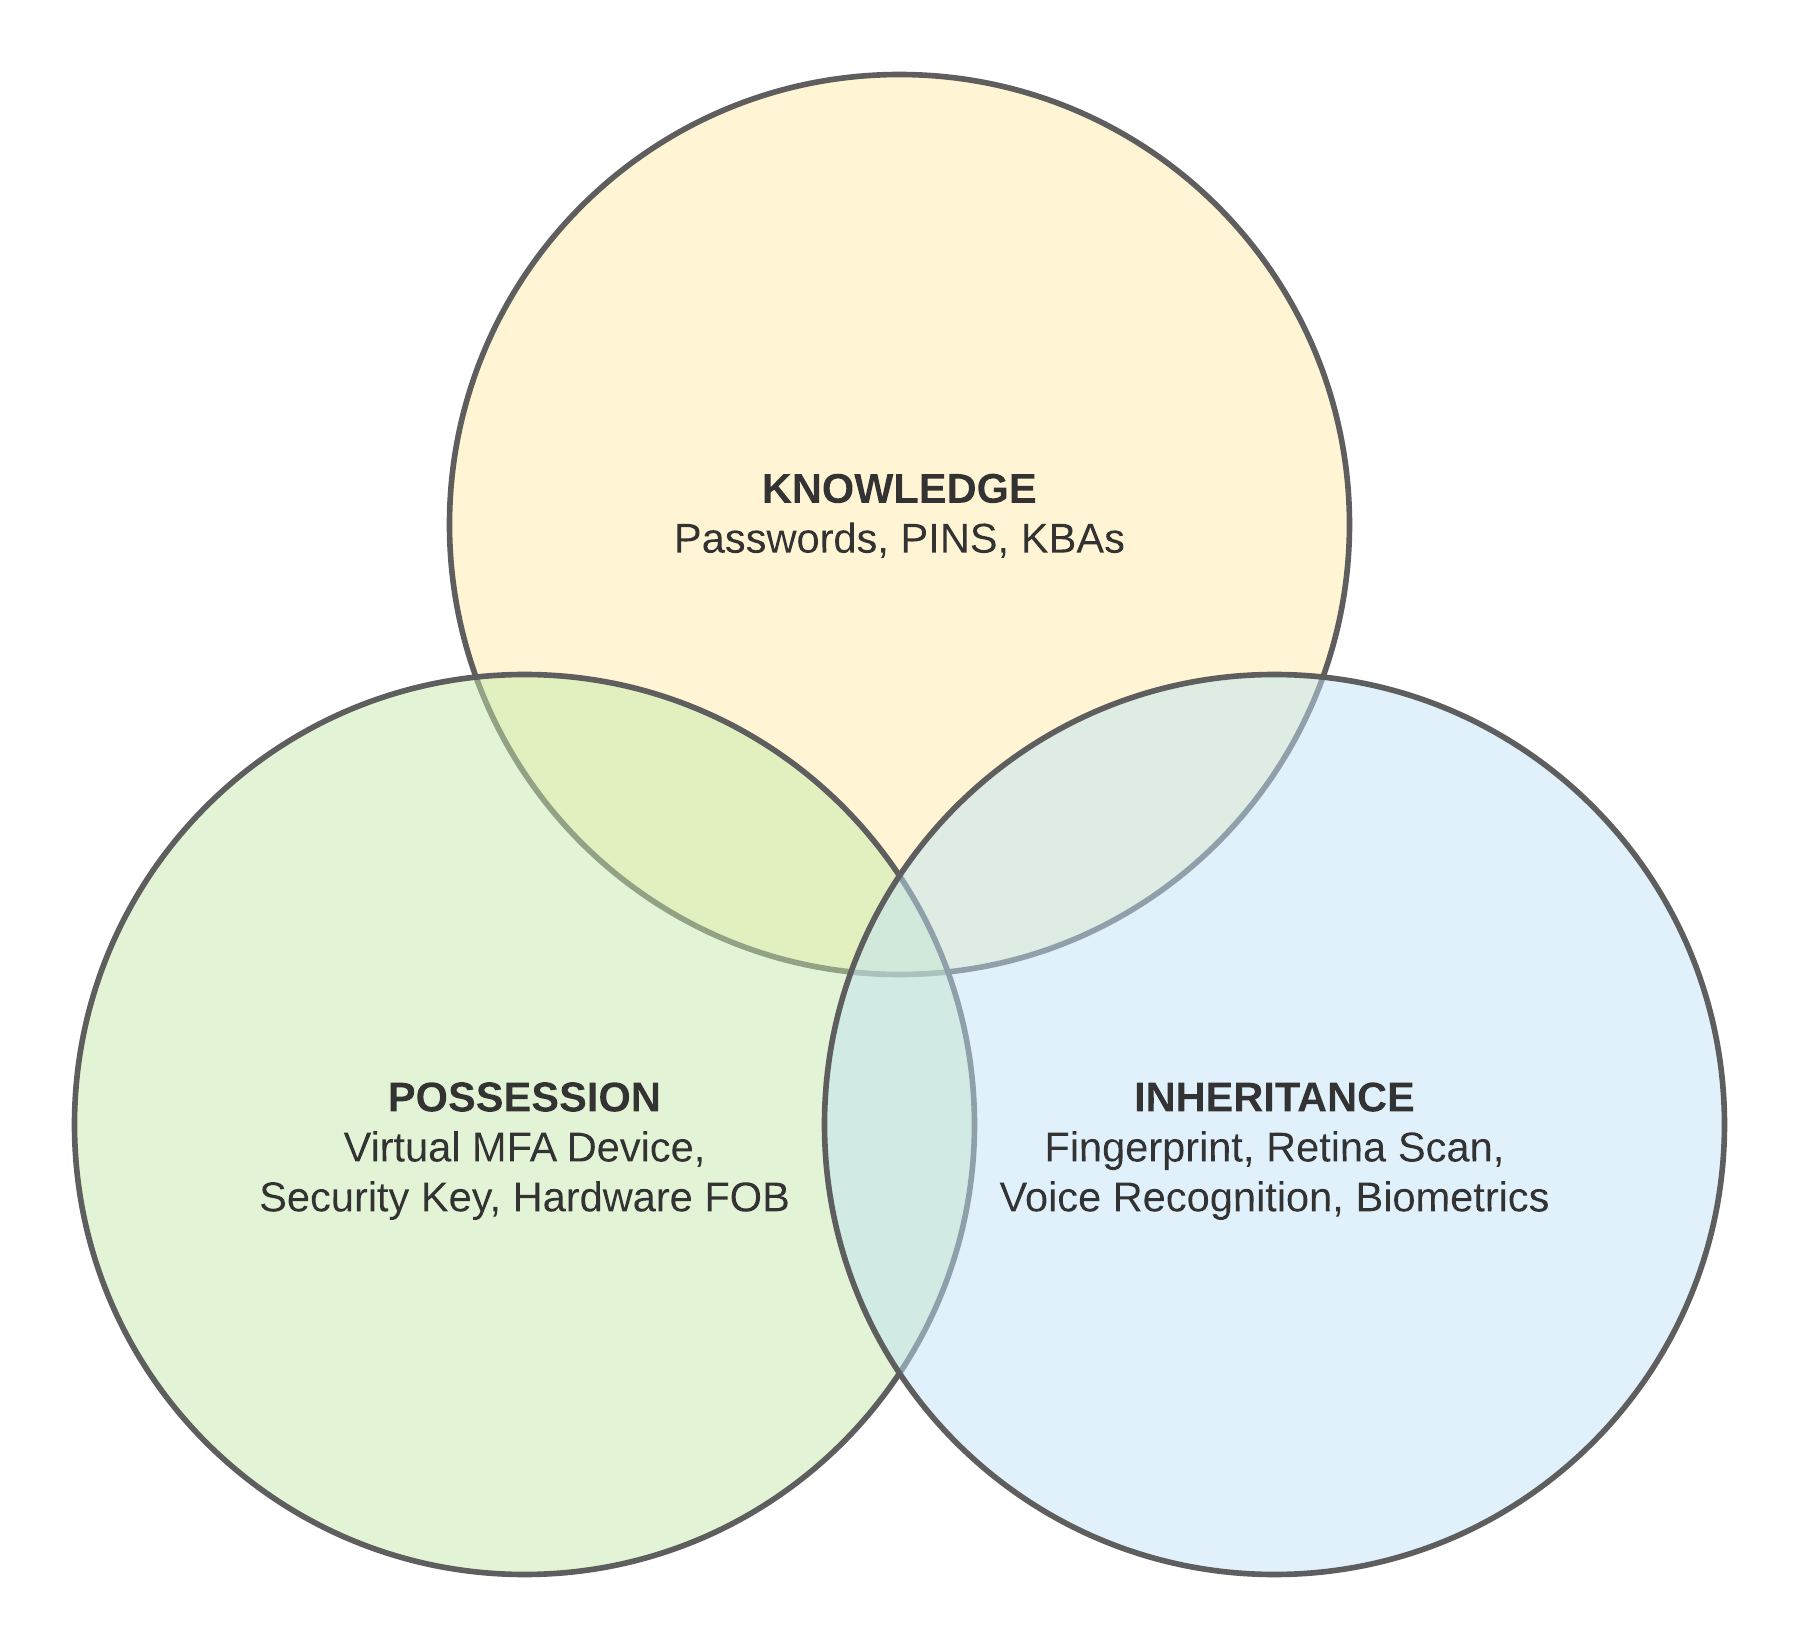 KNOWLEDGE
Passwords, PINS, KBAs
POSSESSION
Virtual MFA Device,
Security Key, Hardware FOB
INHERITANCE
Fingerprint, Retina Scan,
Voice Recognition, Biometrics